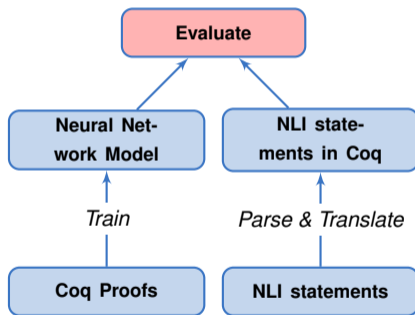 Evaluate
Neural Net-
work Model
NLI state-
ments in Coq
Train
Parse & Translate
Coq Proofs
NLI statements